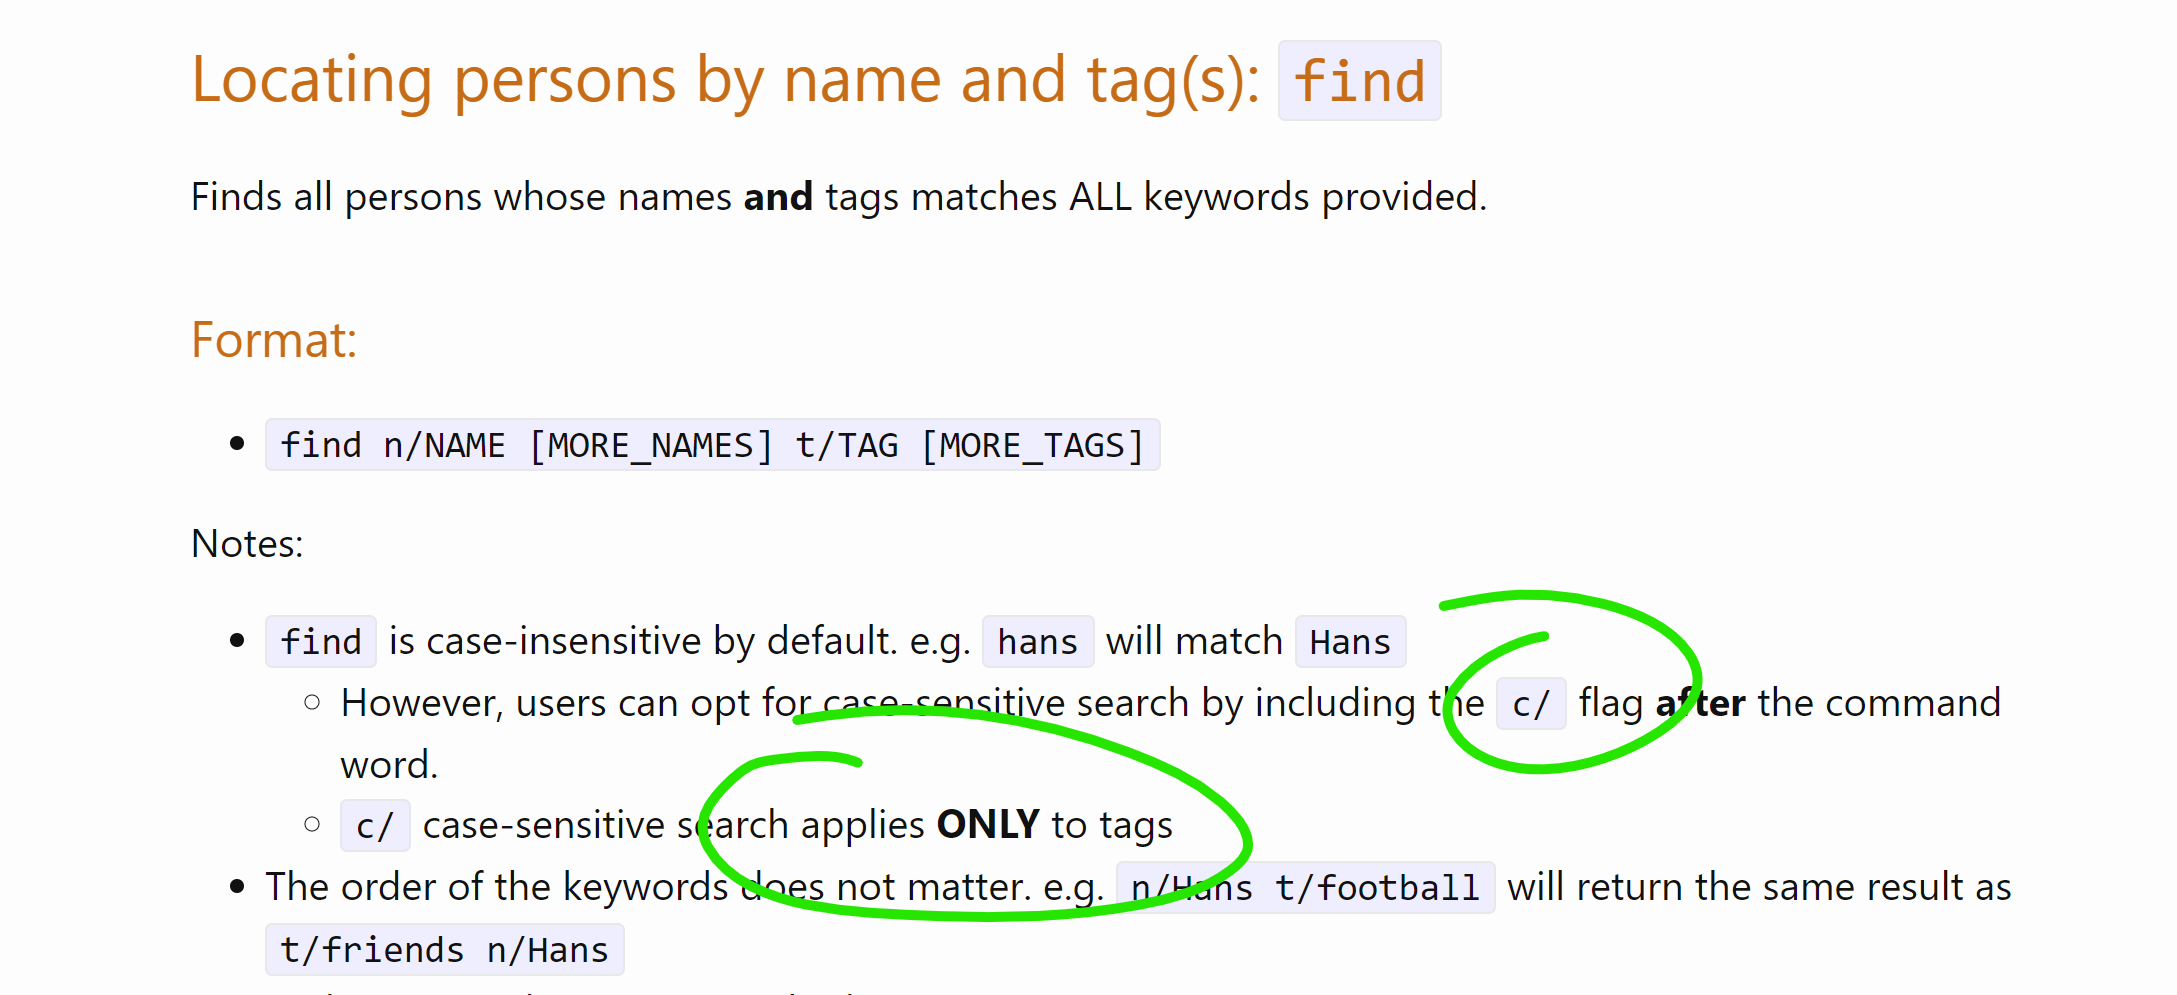 Locating persons by name and tag(s): find
Finds all persons whose names and tags matches ALL keywords provided.
Format:
find n/NAME [MORE_NAMES] t/TAG [MORE_TAGS]
Notes:
find is case-insensitive by default. e.g. hans will match Hans
However, users can opt for case-sensitive search by including the c/ flag after the command
word.
c/ case-sensitive search applies ONLY to tags
The order of the keywords does not matter. e.g. n/Hans t/football will return the same result as
t/friends n/Hans